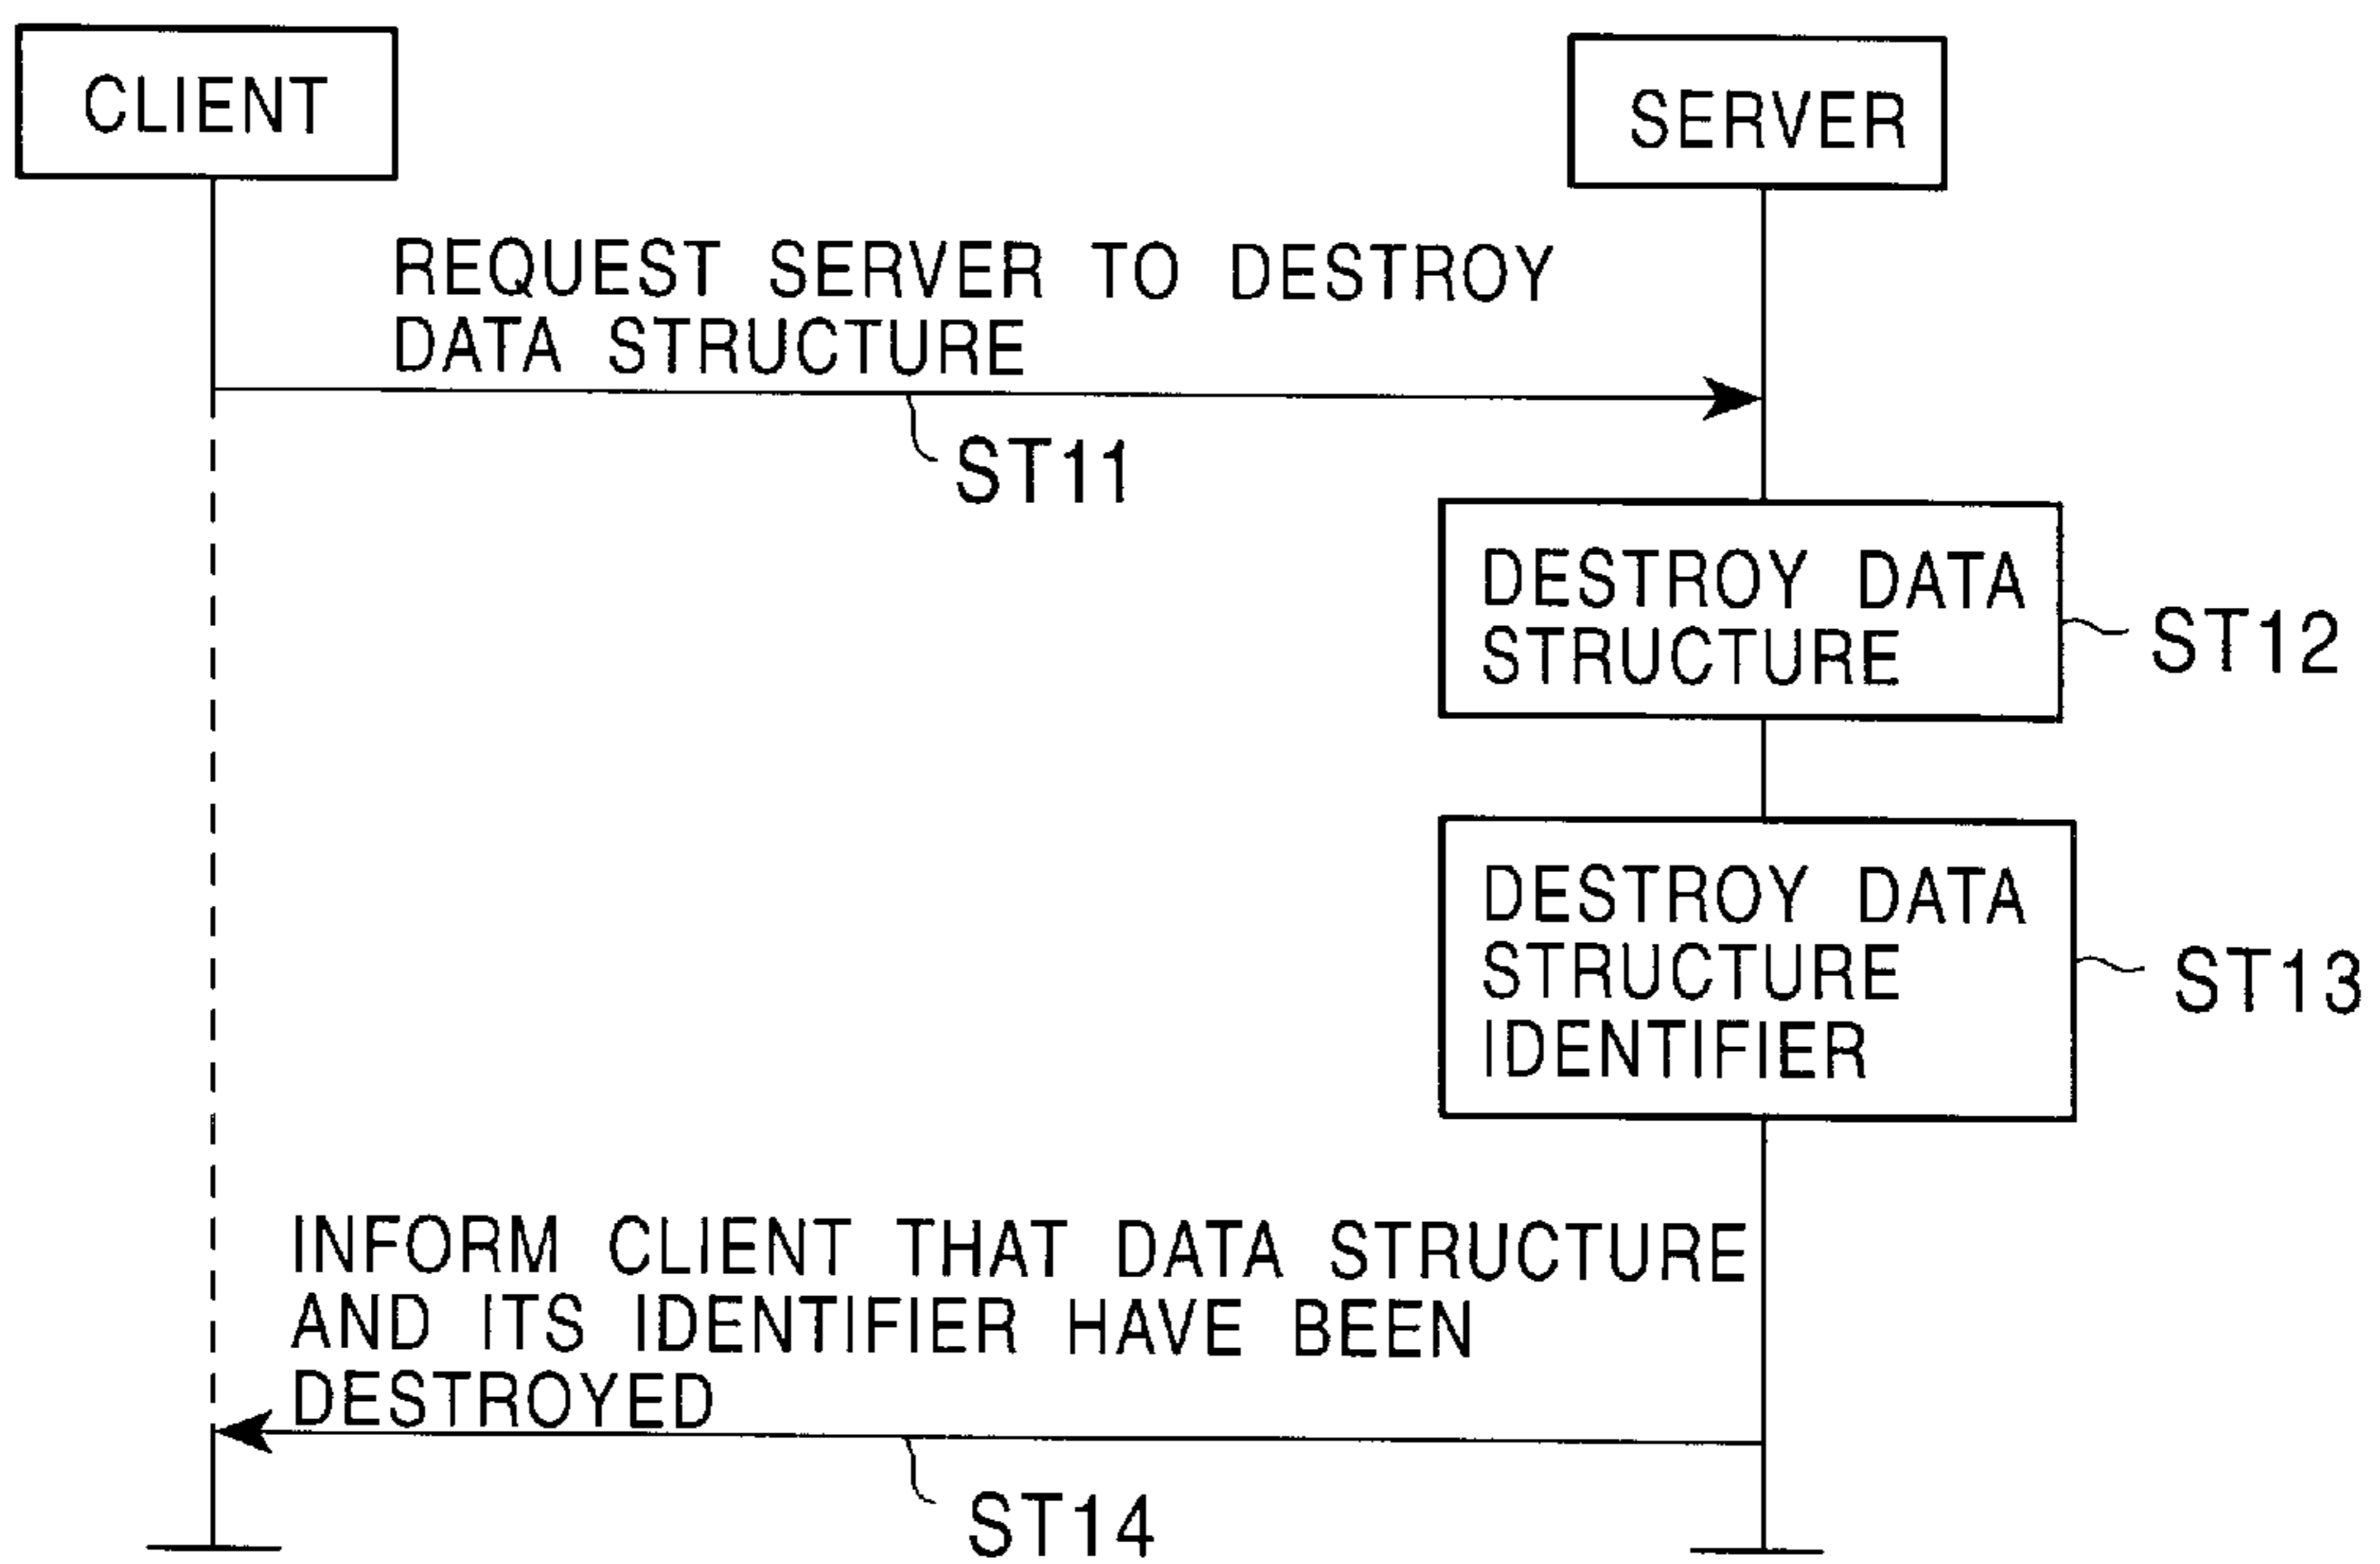 CLIENT
SERVER
REQUEST SERVER TO DESTROY
DATA STRUCTURE
ST11
DESTROY DATA
STRUCTURE
ST12
DESTROY DATA
STRUCTURE
IDENTIFIER
ST13
INFORM CLIENT THAT DATA STRUCTURE
AND ITS IDENTIFIER HAVE BEEN
DESTROYED
ST14